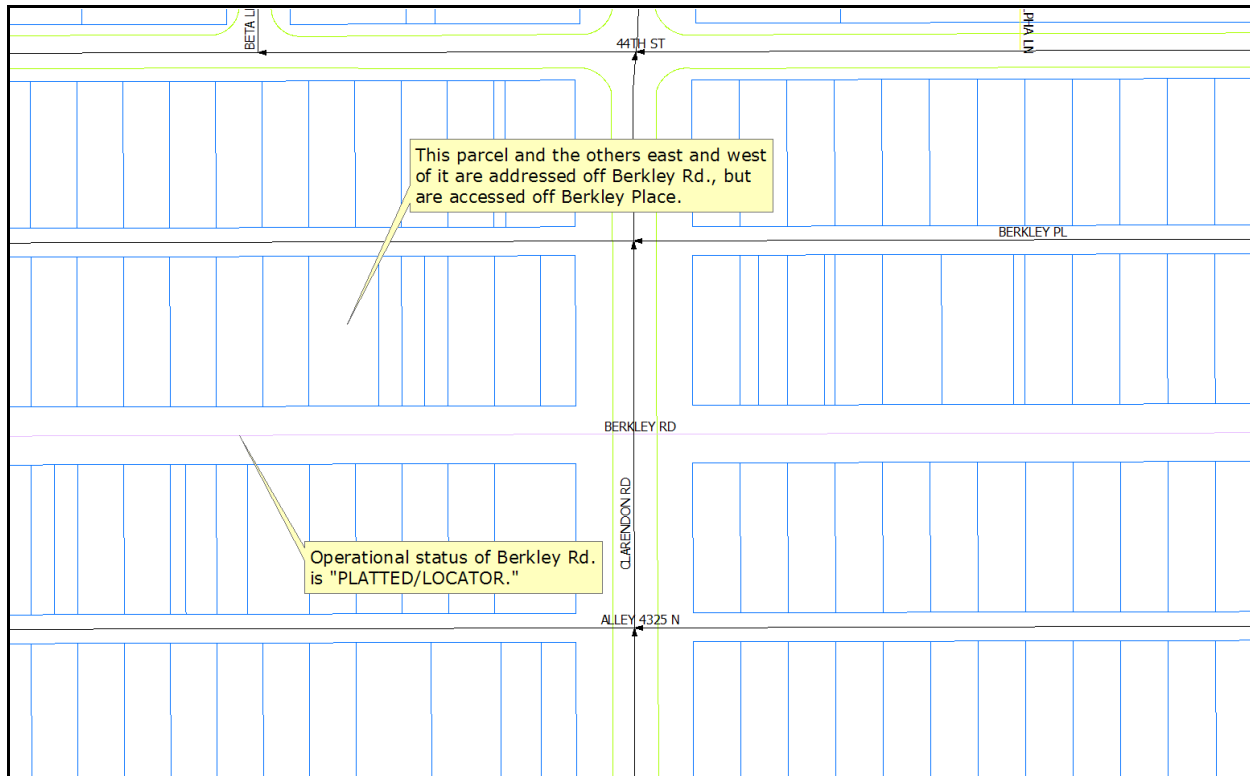 BETA LI
44TH ST
PHA LN
This parcel and the others east and west
of it are addressed off Berkley Rd., but
are accessed off Berkley Place.
BERKLEY PL
BERKLEY RD
CLARENDON RD
Operational status of Berkley Rd.
is "PLATTED/LOCATOR."
ALLEY 4325 N